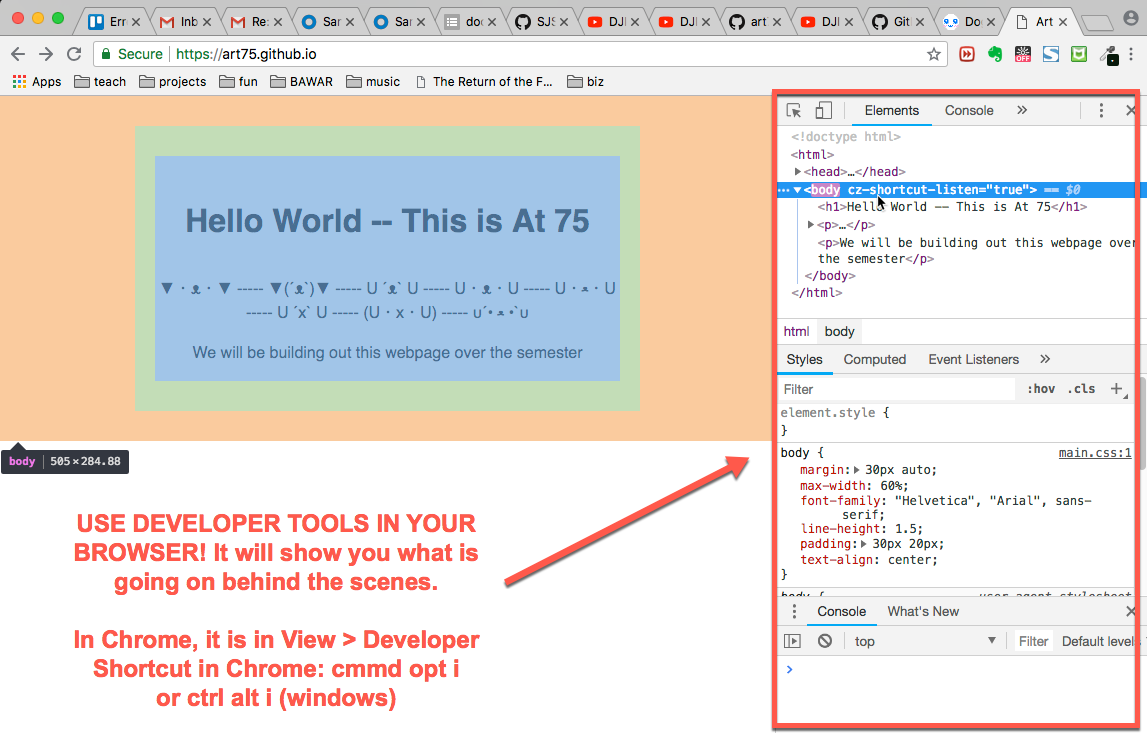 Erro
Inb
Re:
Sar
Sar
doc
SJS
DJI
DJI
art
DJI
Git
Doc
Art
Secure | https://art75.github.io
Apps teach projects fun BAWAR music The Return of the F... biz
Hello World -- This is At 75
▼・ᴥ・▼ ----- ▼(´ᴥ`)▼ ----- U ´ᴥ` U ----- U・ᴥ・U ----- U・ﻌ・U
----- U ´x` U ----- (U・x・U) ----- υ´• ﻌ •`υ
We will be building out this webpage over the semester
body | 505 × 284.88
USE DEVELOPER TOOLS IN YOUR
BROWSER! It will show you what is
going on behind the scenes.
In Chrome, it is in View > Developer
Shortcut in Chrome: cmmd opt i
or ctrl alt i (windows)
Elements Console »
<!doctype html>
<html>
▶<head>…</head>
…▼<body cz-shortcut-listen="true"> == $0
<h1>Hello World -- This is At 75</h1>
▶<p>…</p>
<p>We will be building out this webpage over
the semester</p>
</body>
</html>
html body
Styles Computed Event Listeners »
Filter :hov .cls +
element.style {
}
body { main.css:1
margin:▶ 30px auto;
max-width: 60%;
font-family: "Helvetica", "Arial", sans-
serif;
line-height: 1.5;
padding:▶ 30px 20px;
text-align: center;
}
body { user agent stylesheet
Console What's New
top ▼ Filter Default levels
OFF